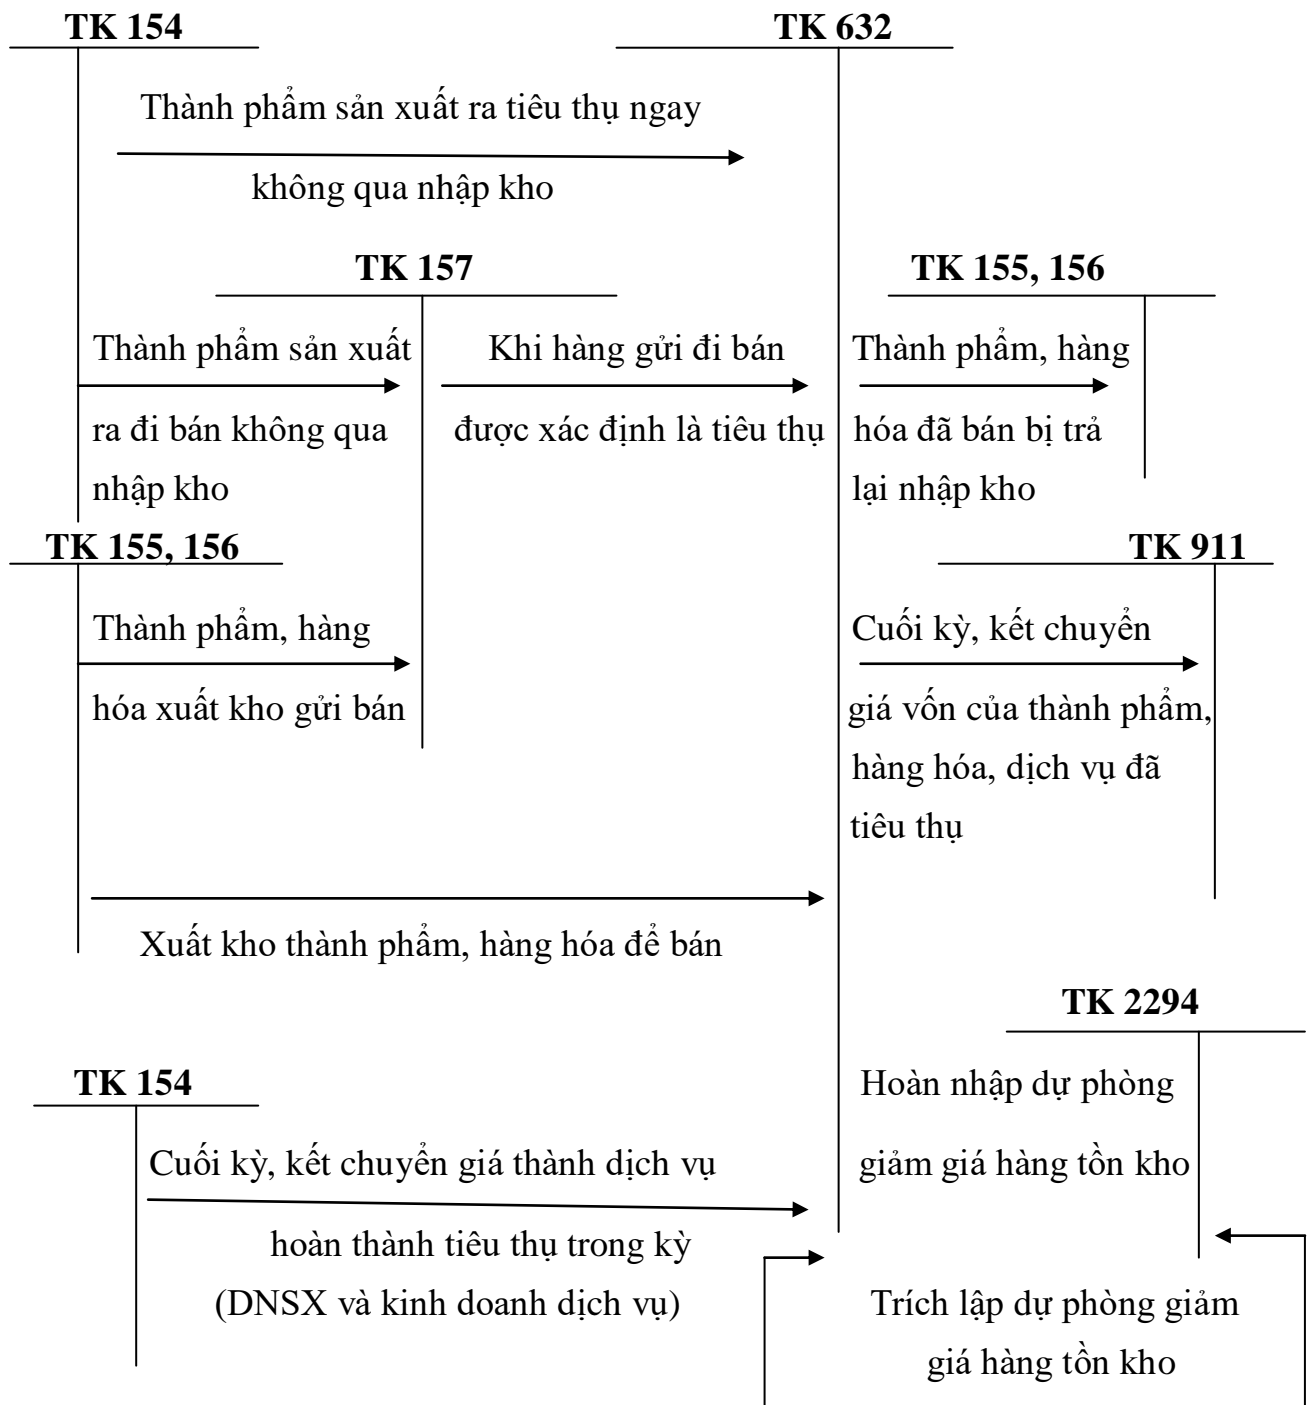 TK 154
TK 632
Thành phẩm sản xuất ra tiêu thụ ngay
không qua nhập kho
TK 157
TK 155, 156
Thành phẩm sản xuất
ra đi bán không qua
nhập kho
Khi hàng gửi đi bán
được xác định là tiêu thụ
Thành phẩm, hàng
hóa đã bán bị trả
lại nhập kho
TK 155, 156
TK 911
Thành phẩm, hàng
hóa xuất kho gửi bán
Cuối kỳ, kết chuyển
giá vốn của thành phẩm,
hàng hóa, dịch vụ đã
tiêu thụ
Xuất kho thành phẩm, hàng hóa để bán
TK 2294
TK 154
Hoàn nhập dự phòng
giảm giá hàng tồn kho
Cuối kỳ, kết chuyển giá thành dịch vụ
hoàn thành tiêu thụ trong kỳ
(DNSX và kinh doanh dịch vụ)
Trích lập dự phòng giảm
giá hàng tồn kho